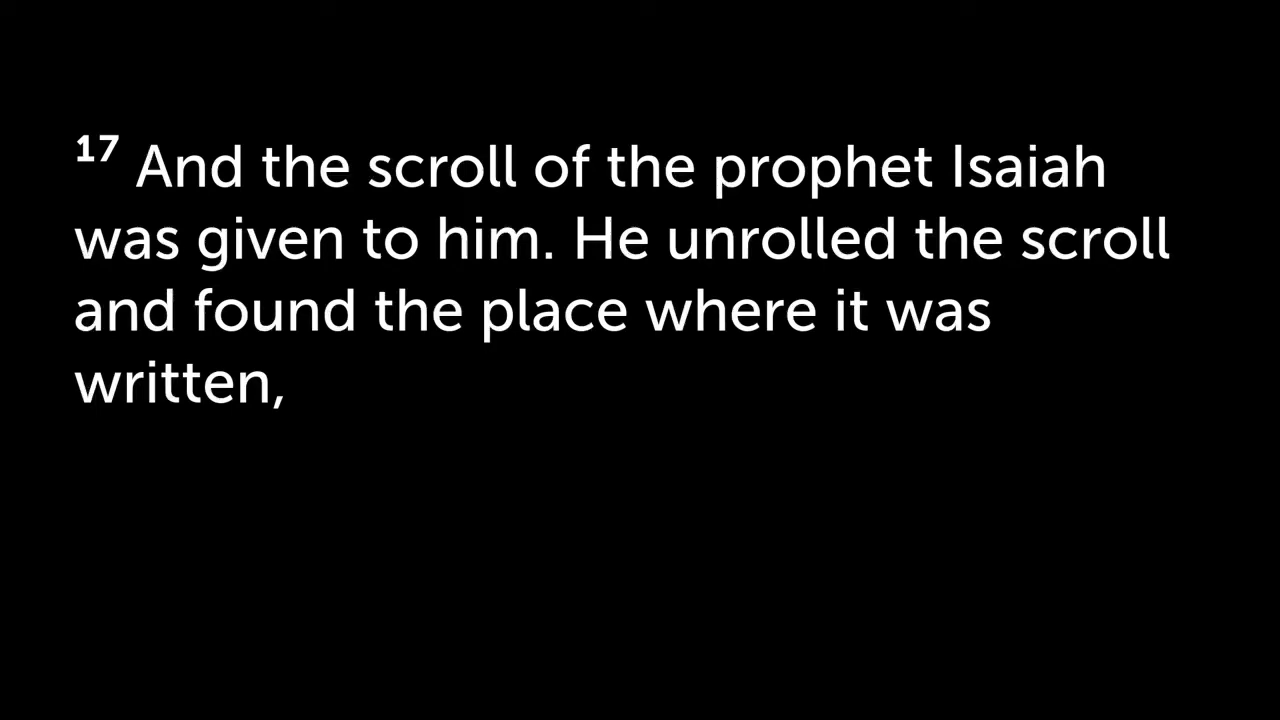 17 And the scroll of the prophet Isaiah
was given to him. He unrolled the scroll
and found the place where it was
written,